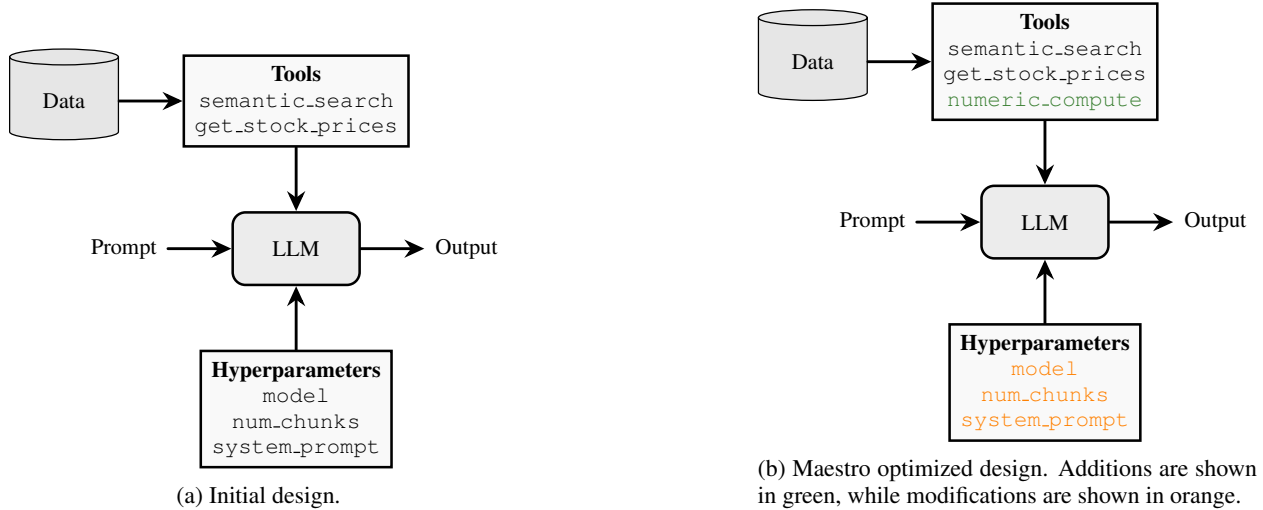 Data
Tools
semantic_search
get_stock_prices
Prompt
LLM
Output
Hyperparameters
model
num_chunks
system_prompt
(a) Initial design.
Data
Tools
semantic_search
get_stock_prices
numeric_compute
Prompt
LLM
Output
Hyperparameters
model
num_chunks
system_prompt
(b) Maestro optimized design. Additions are shown
in green, while modifications are shown in orange.